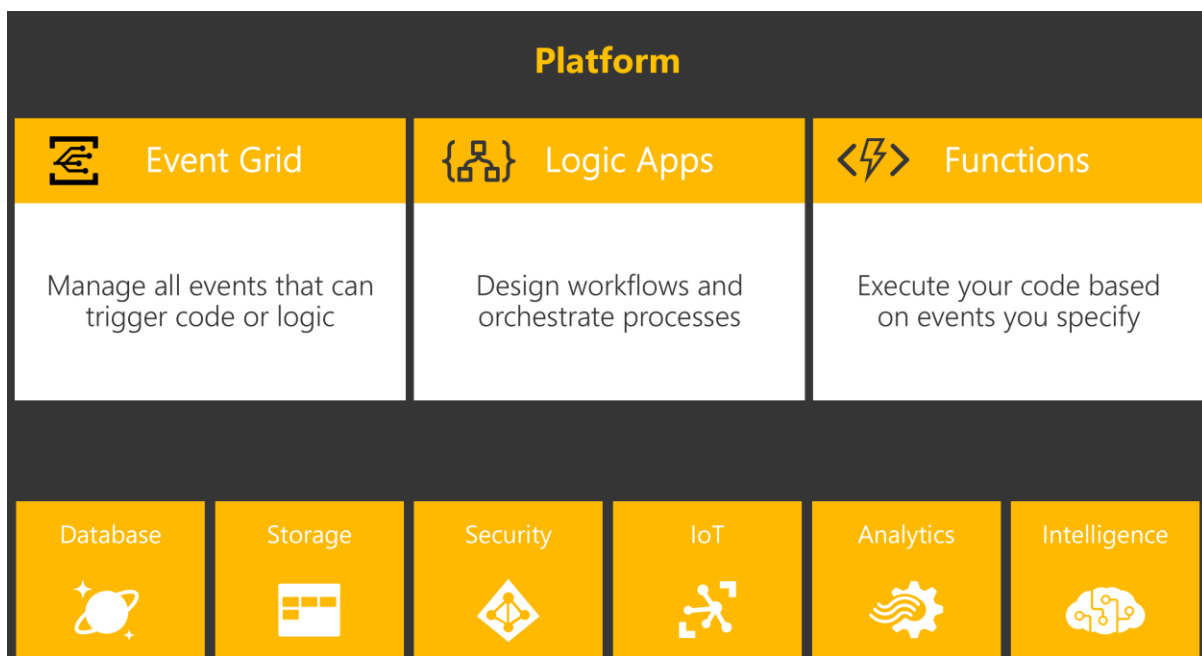 Platform
Event Grid
Logic Apps
Functions
Manage all events that can
trigger code or logic
Design workflows and
orchestrate processes
Execute your code based
on events you specify
Database
Storage
Security
IoT
Analytics
Intelligence